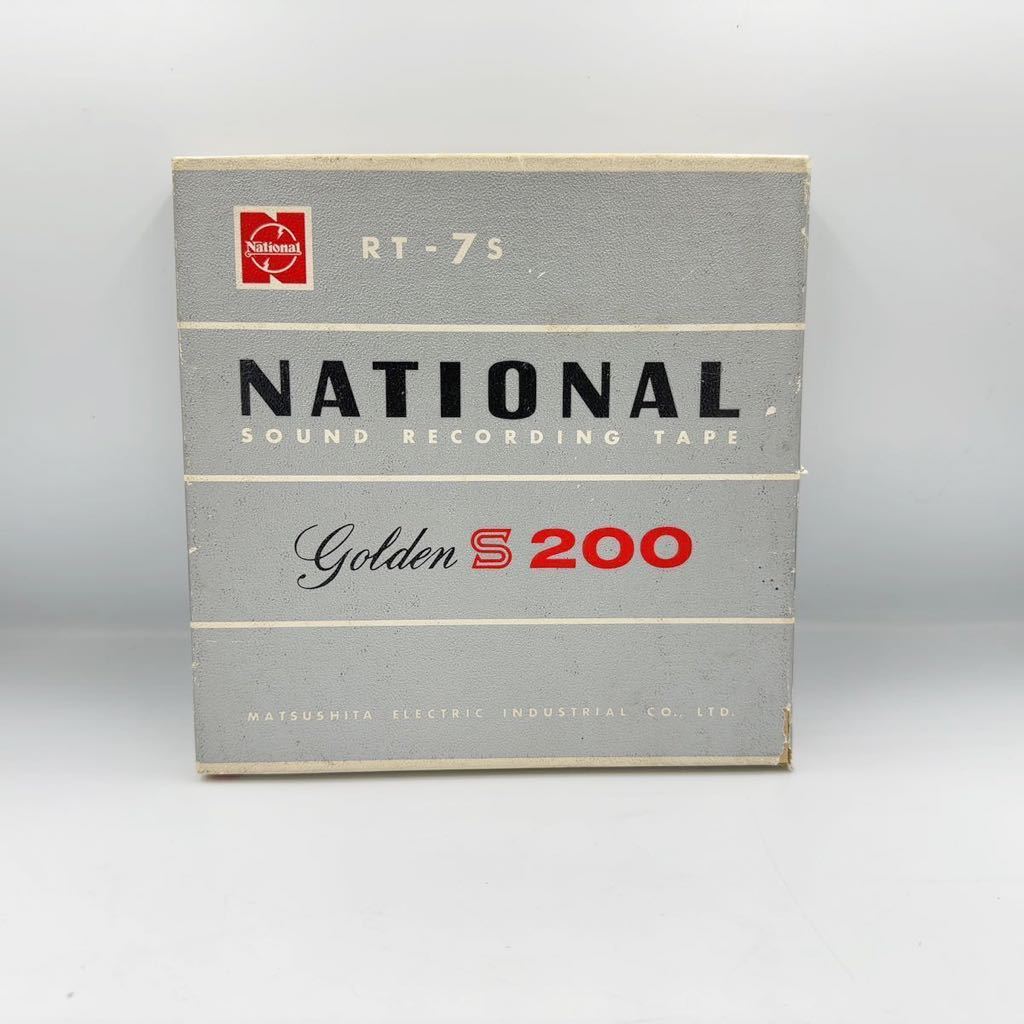 National
RT-7S
NATIONAL
SOUND RECORDING TAPE
Golden S 200
MATSUSHITA ELECTRIC INDUSTRIAL CO., LTD.